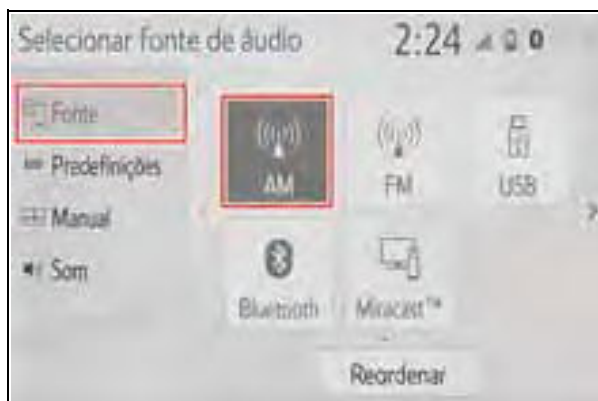 Selecionar fonte de áudio 2:24
Fonte
Predefinições
Manual
Som
AM
FM
USB
Bluetooth
Miracast™
Reordenar